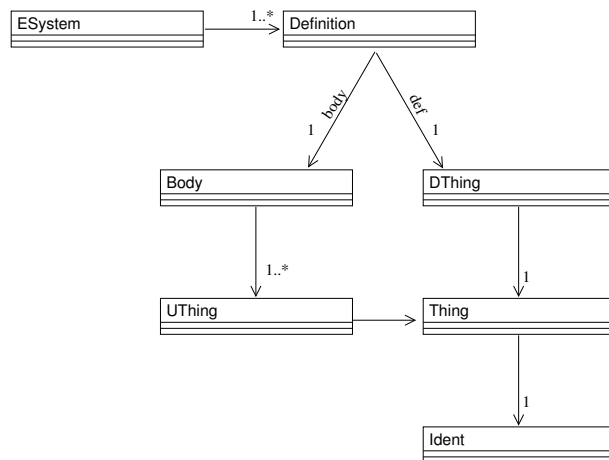 ESystem
1..*
Definition
body
def
1
1
Body
DThing
1..*
1
UThing
Thing
1
Ident